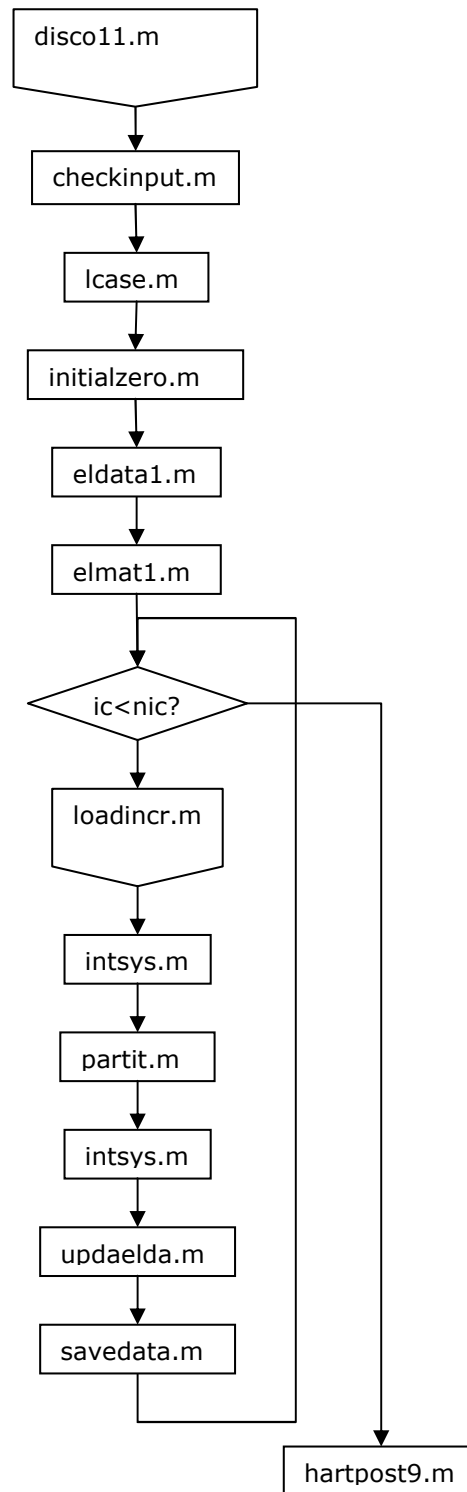 disco11.m
checkinput.m
lcase.m
initialzero.m
eldata1.m
elmat1.m
ic<nic?
loadincr.m
intsys.m
partit.m
intsys.m
updaelda.m
savedata.m
hartpost9.m